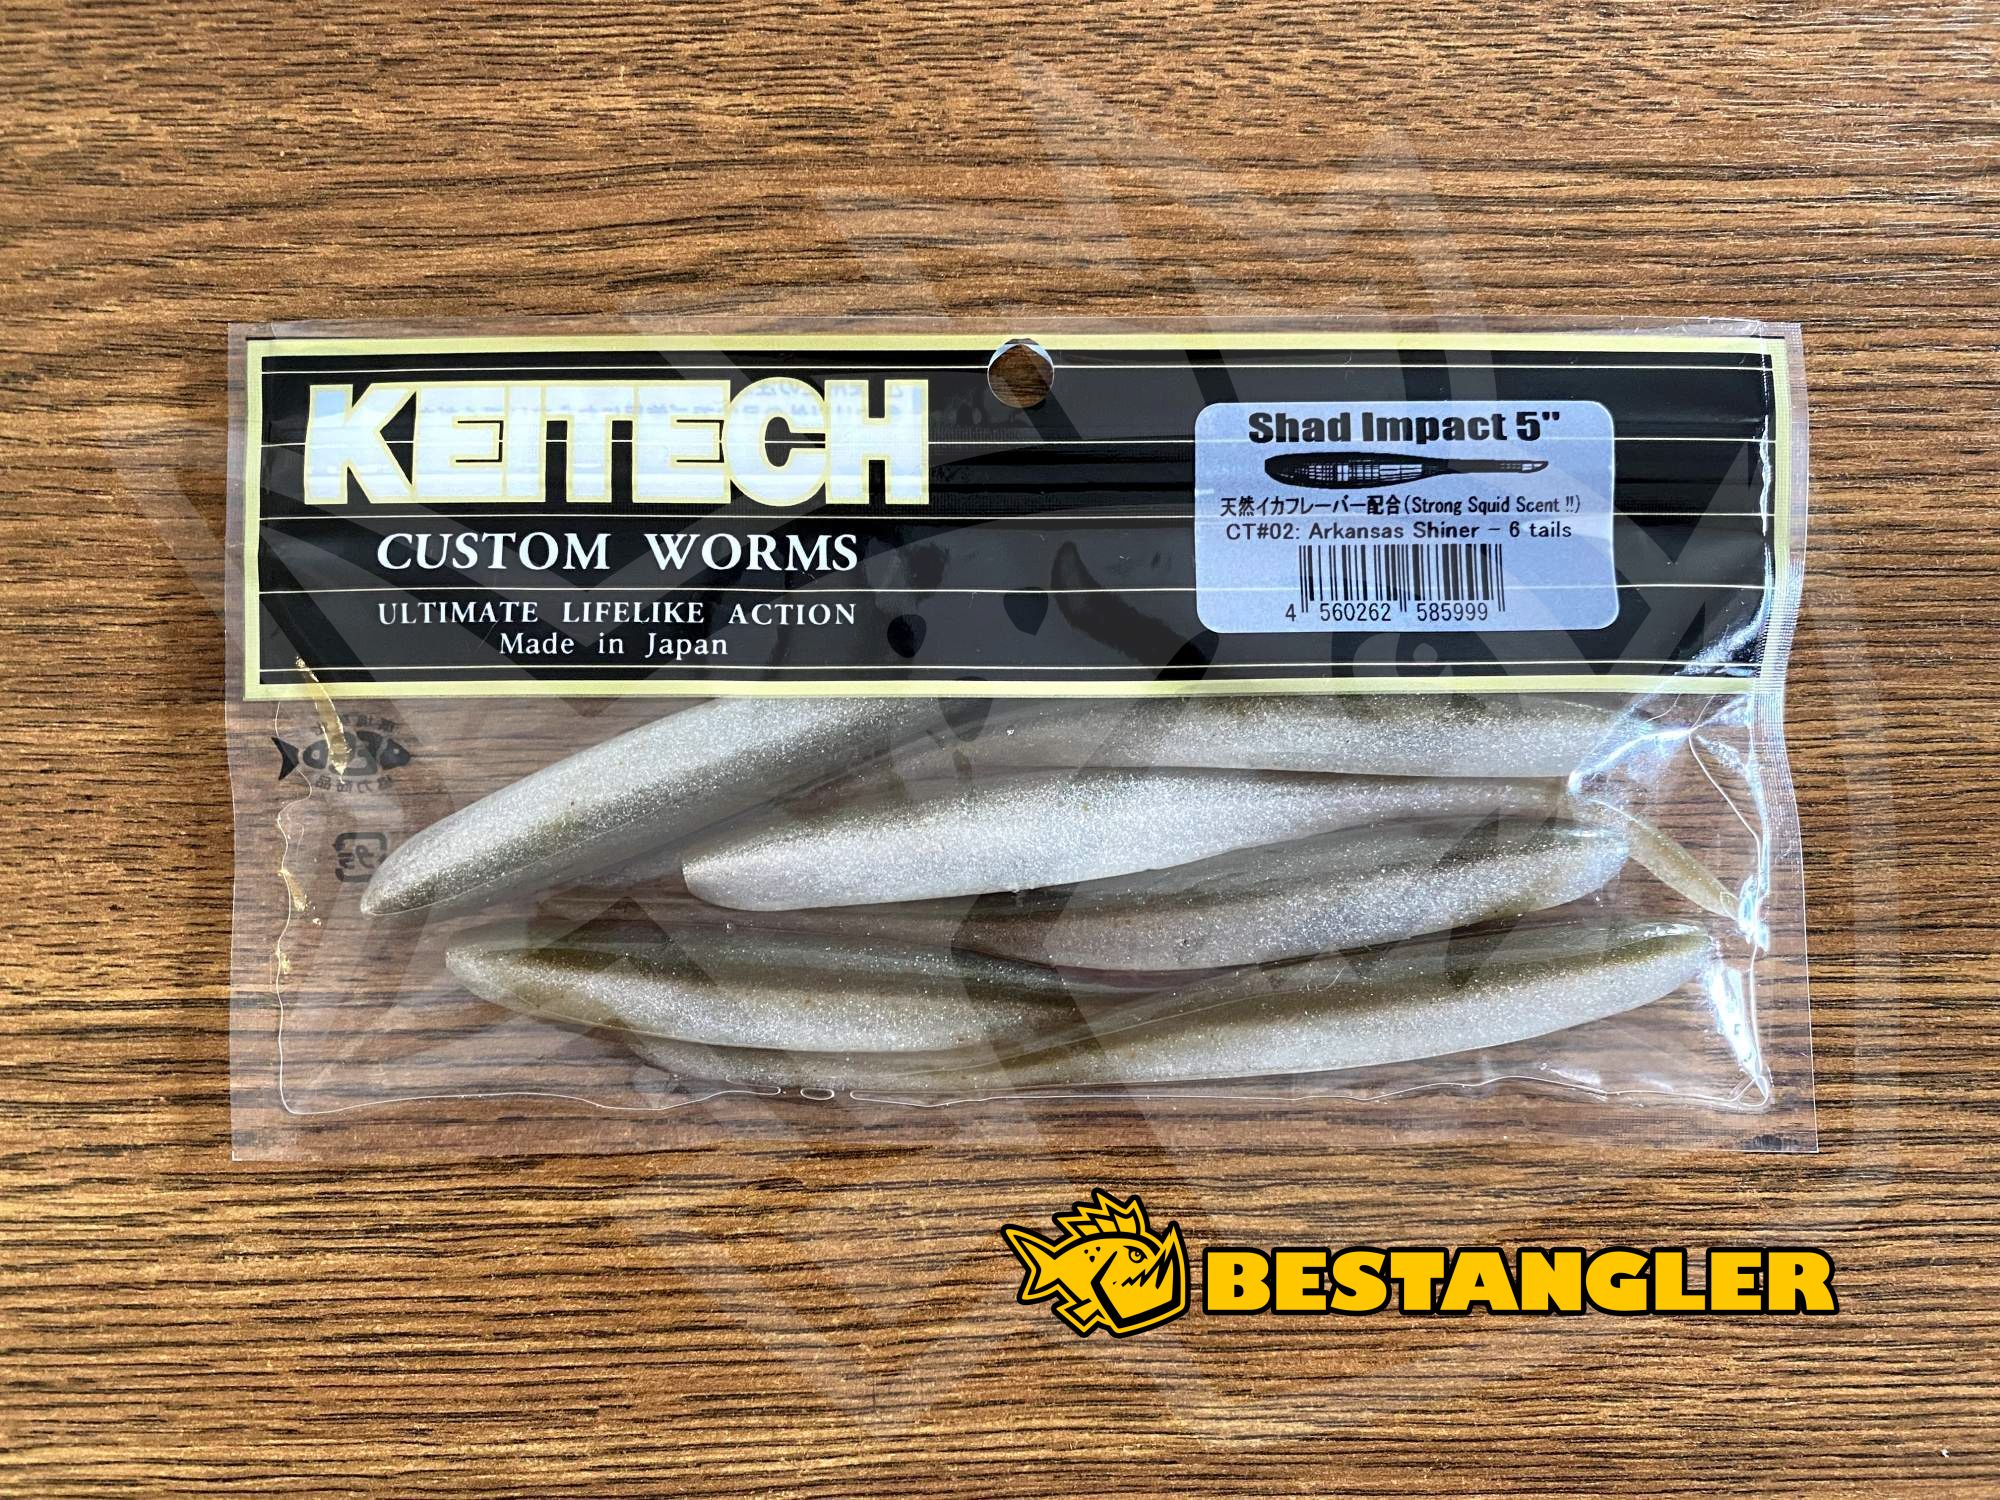 KEITECH
CUSTOM WORMS
ULTIMATE LIFELIKE ACTION
Made in Japan
Shad Impact 5"
天然イカフレーバー配合(Strong Squid Scent !!)
CT#02: Arkansas Shiner - 6 tails
4 560262 585999
BESTANGLER